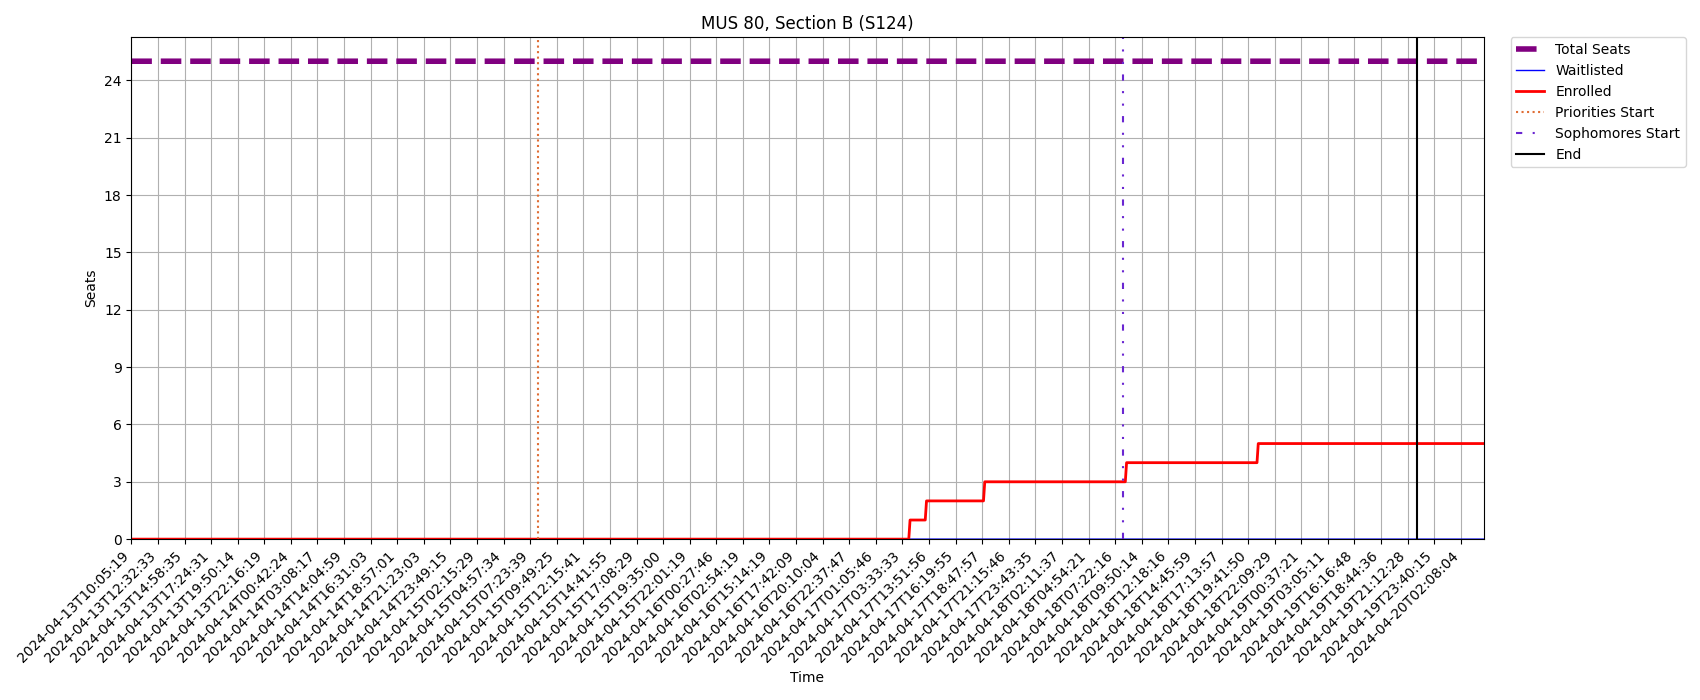 MUS 80, Section B (S124)
Total Seats
Waitlisted
Enrolled
Priorities Start
Sophomores Start
End
Seats
24
21
18
15
12
9
6
3
0
2024-04-13T10:05:19
2024-04-13T12:32:33
2024-04-13T14:58:35
2024-04-13T17:24:31
2024-04-13T19:50:14
2024-04-13T22:16:19
2024-04-14T00:42:24
2024-04-14T03:08:17
2024-04-14T14:04:59
2024-04-14T16:31:03
2024-04-14T18:57:01
2024-04-14T21:23:03
2024-04-14T23:49:15
2024-04-15T02:15:29
2024-04-15T04:57:34
2024-04-15T07:23:39
2024-04-15T09:49:25
2024-04-15T12:15:41
2024-04-15T14:41:55
2024-04-15T17:08:29
2024-04-15T19:35:00
2024-04-15T22:01:19
2024-04-16T00:27:46
2024-04-16T02:54:19
2024-04-16T15:14:19
2024-04-16T17:42:09
2024-04-16T20:10:04
2024-04-16T22:37:47
2024-04-17T01:05:46
2024-04-17T03:33:33
2024-04-17T13:51:56
2024-04-17T16:19:55
2024-04-17T18:47:57
2024-04-17T21:15:46
2024-04-17T23:43:35
2024-04-18T02:11:37
2024-04-18T04:54:21
2024-04-18T07:22:16
2024-04-18T09:50:14
2024-04-18T12:18:16
2024-04-18T14:45:59
2024-04-18T17:13:57
2024-04-18T19:41:50
2024-04-18T22:09:29
2024-04-19T00:37:21
2024-04-19T03:05:11
2024-04-19T16:16:48
2024-04-19T18:44:36
2024-04-19T21:12:28
2024-04-19T23:40:15
2024-04-20T02:08:04
Time